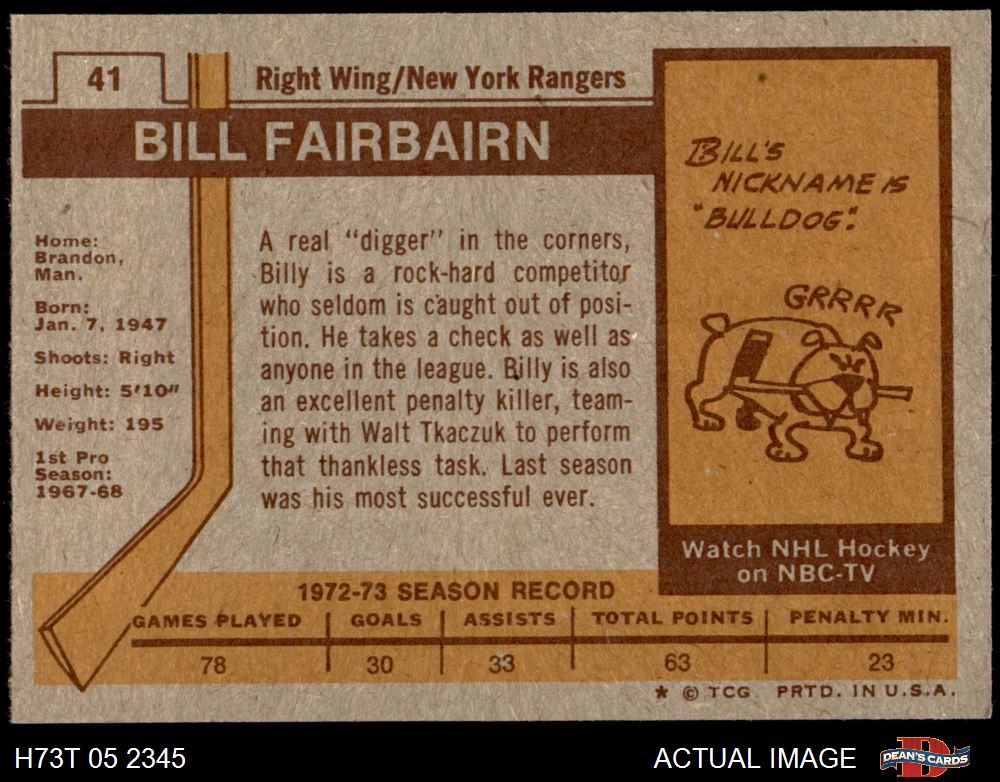 41
Right Wing/New York Rangers
BILL FAIRBAIRN
Home:
Brandon,
Man.
Born:
Jan. 7, 1947
Shoots: Right
Height: 5'10"
Weight: 195
1st Pro
Season:
1967-68
A real "digger" in the corners,
Billy is a rock-hard competitor
who seldom is caught out of posi-
tion. He takes a check as well as
anyone in the league. Billy is also
an excellent penalty killer, team-
ing with Walt Tkaczuk to perform
that thankless task. Last season
was his most successful ever.
BILL'S
NICKNAME IS
"BULLDOG".
GRRRR
Watch NHL Hockey
on NBC-TV
1972-73 SEASON RECORD
GAMES PLAYED GOALS ASSISTS TOTAL POINTS PENALTY MIN.
78 30 33 63 23
* © TCG PRTD. IN U.S.A.
H73T 05 2345 ACTUAL IMAGE DEAN'S CARDS